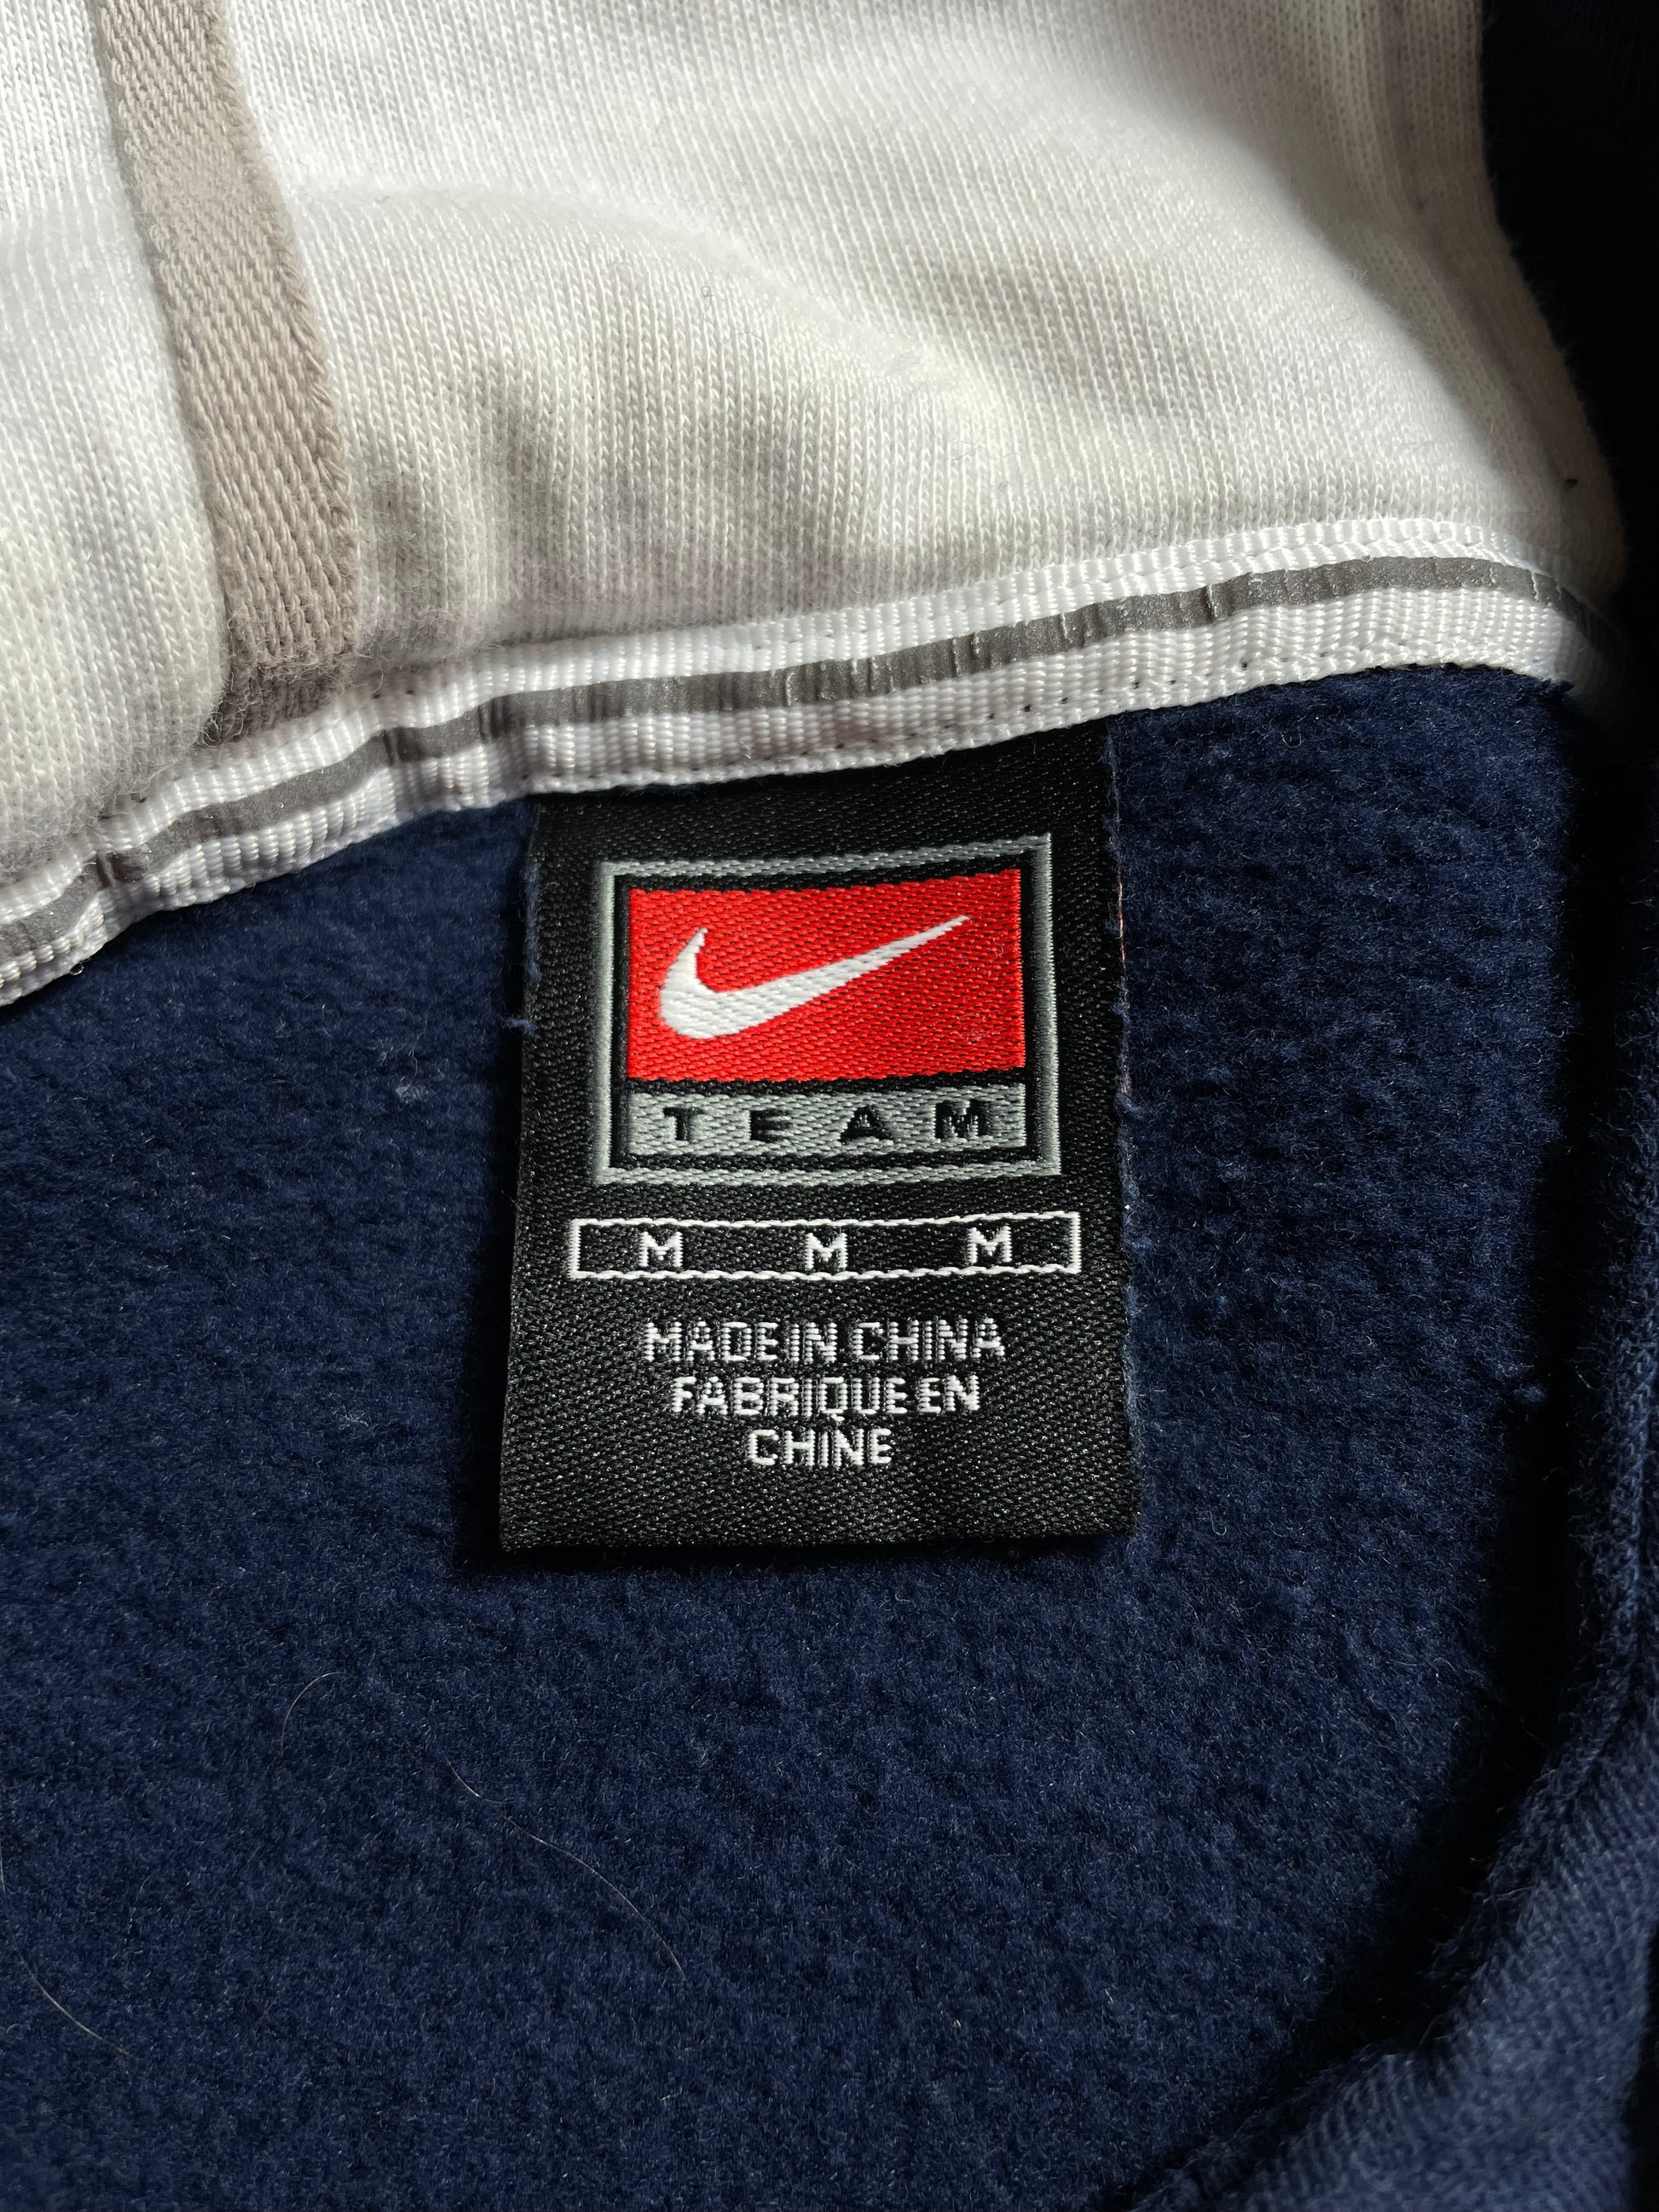 TEAM
M M M
MADE IN CHINA
FABRIQUE EN
CHINE